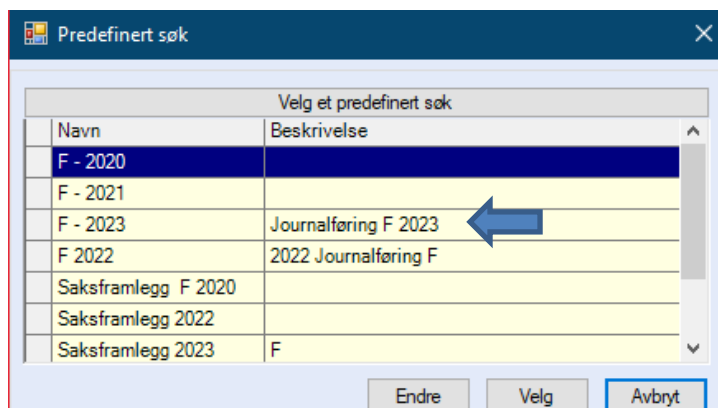 Predefinert søk
Velg et predefinert søk
Navn Beskrivelse
F - 2020
F - 2021
F - 2023 Journalføring F 2023
F 2022 2022 Journalføring F
Saksframlegg  F 2020
Saksframlegg 2022
Saksframlegg 2023 F
Endre Velg Avbryt